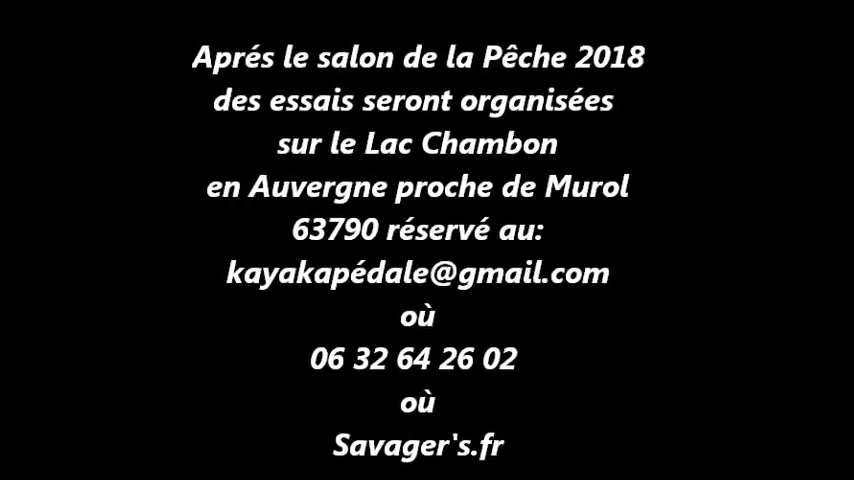 Aprés le salon de la Pêche 2018
des essais seront organisées
sur le Lac Chambon
en Auvergne proche de Murol
63790 réservé au:
kayakapédale@gmail.com
où
06 32 64 26 02
où
Savager's.fr